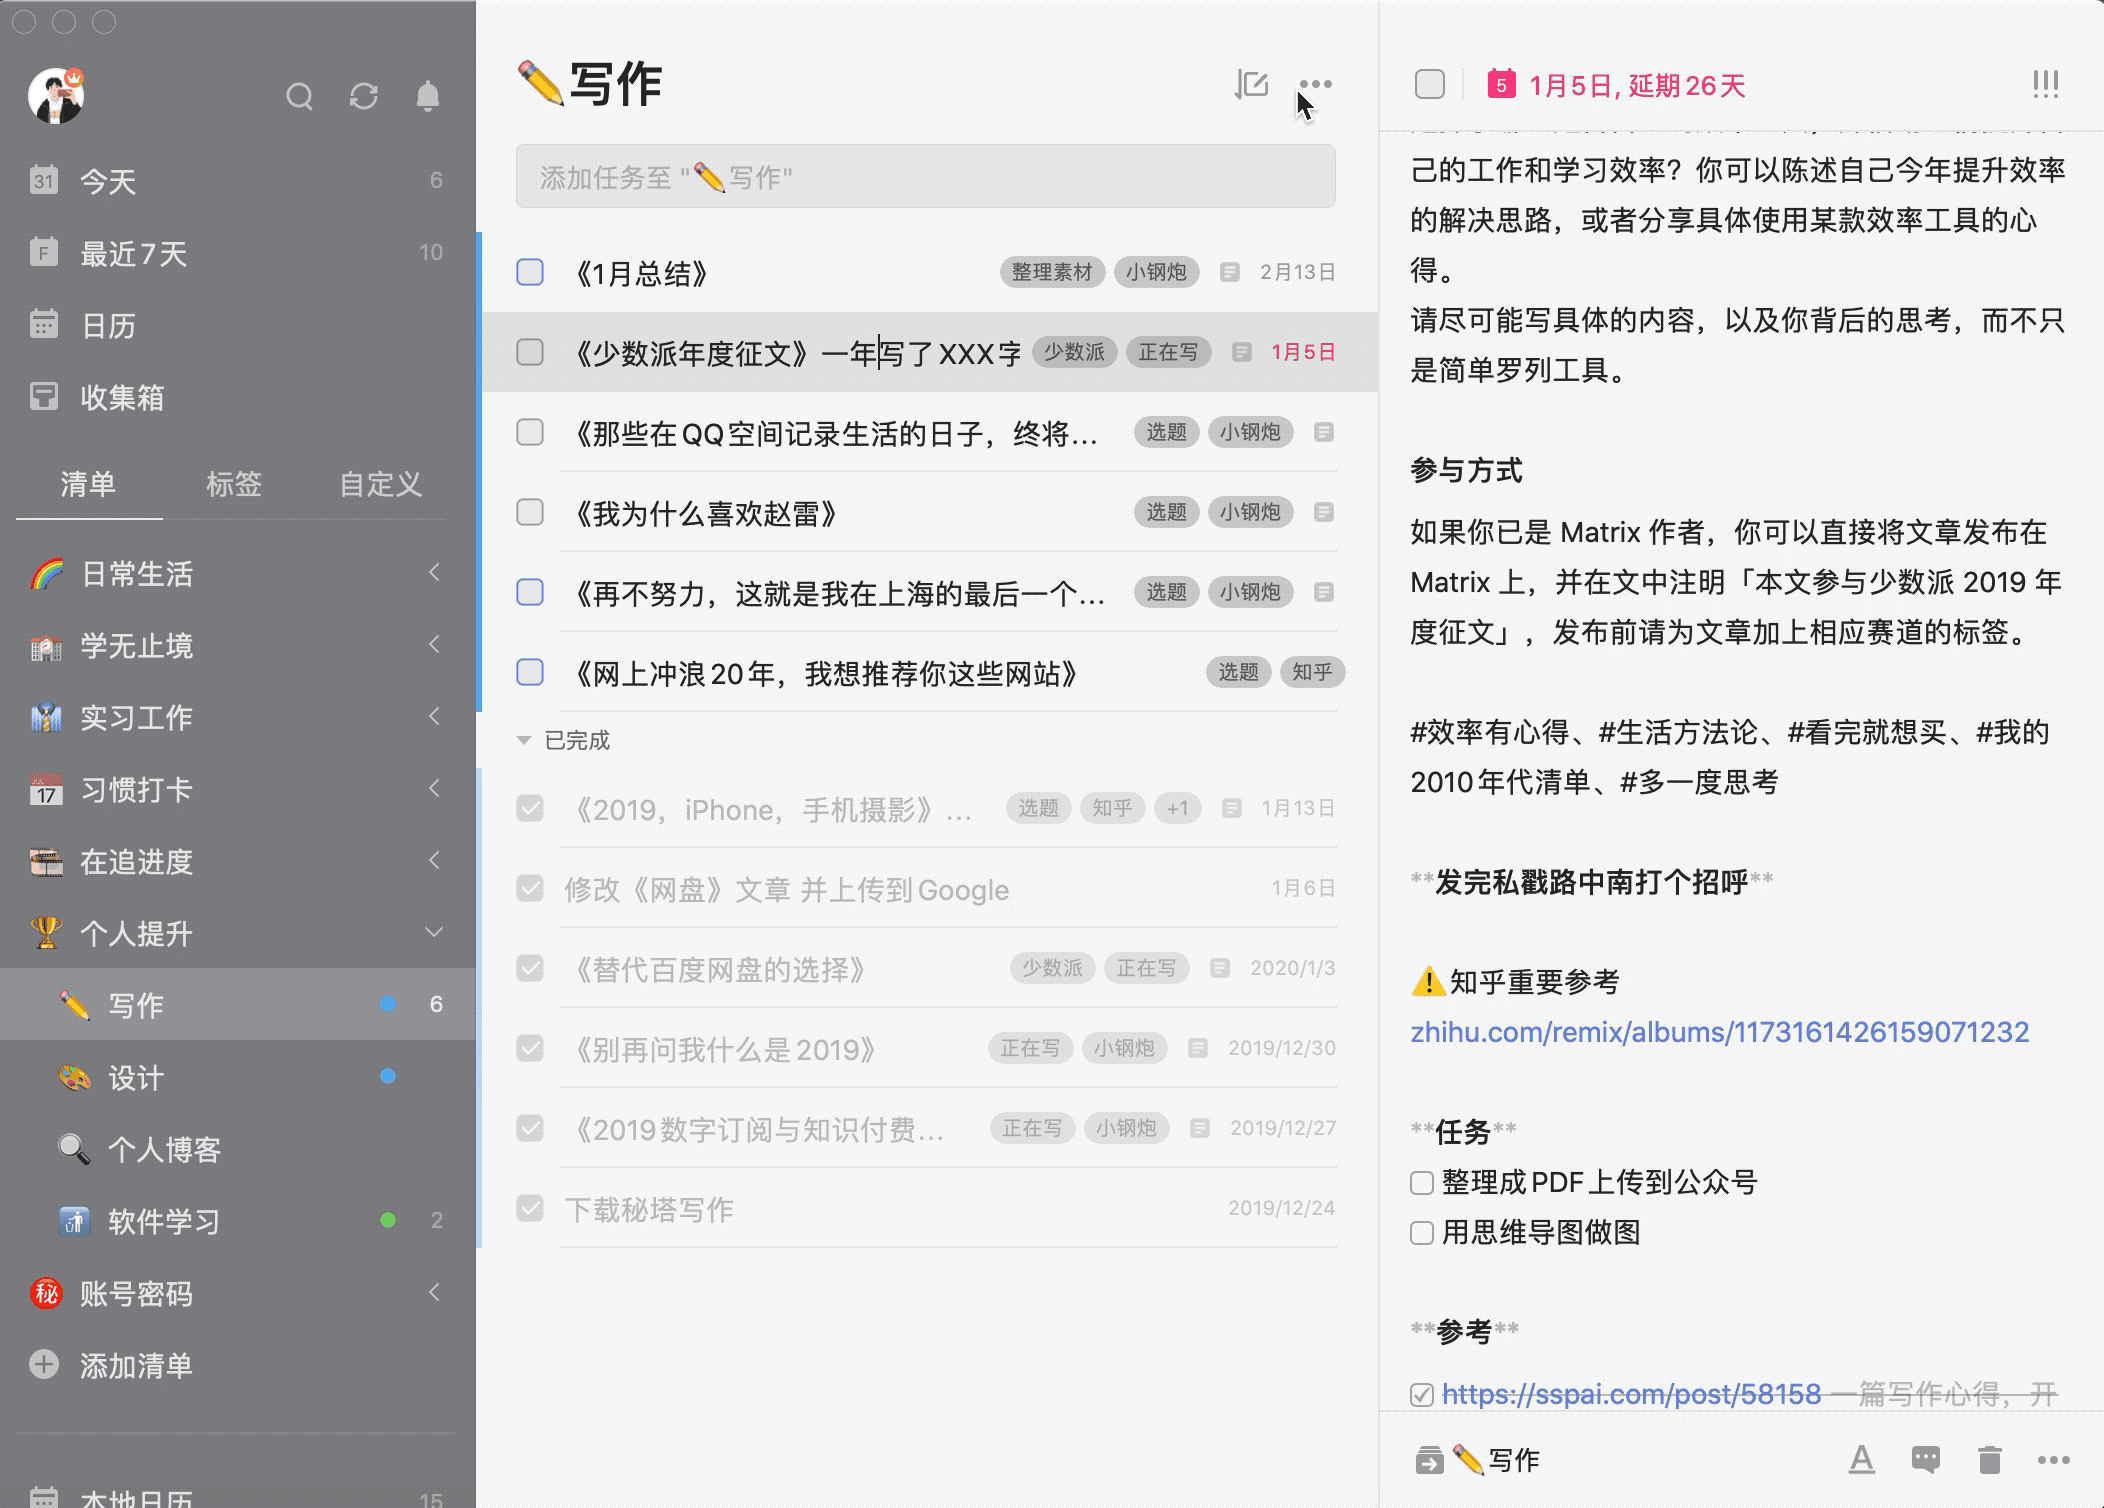 31 今天 6
F 最近7天 10
日历
收集箱
清单 标签 自定义
日常生活
学无止境
实习工作
JUL 17 习惯打卡
在追进度
个人提升
写作 6
设计
个人博客
软件学习 2
秘 账号密码
添加清单
本地日历 15
✏️写作
添加任务至 "✏️写作"
《1月总结》 整理素材 小钢炮 2月13日
《少数派年度征文》一年写了XXX字 少数派 正在写 1月5日
《那些在QQ空间记录生活的日子，终将… 选题 小钢炮
《我为什么喜欢赵雷》 选题 小钢炮
《再不努力，这就是我在上海的最后一个… 选题 小钢炮
《网上冲浪20年，我想推荐你这些网站》 选题 知乎
已完成
《2019，iPhone，手机摄影》… 选题 知乎 +1 1月13日
修改《网盘》文章 并上传到Google 1月6日
《替代百度网盘的选择》 少数派 正在写 2020/1/3
《别再问我什么是2019》 正在写 小钢炮 2019/12/30
《2019数字订阅与知识付费… 正在写 小钢炮 2019/12/27
下载秘塔写作 2019/12/24
5 1月5日, 延期26天 !!!
己的工作和学习效率？你可以陈述自己今年提升效率
的解决思路，或者分享具体使用某款效率工具的心
得。
请尽可能写具体的内容，以及你背后的思考，而不只
是简单罗列工具。
参与方式
如果你已是 Matrix 作者，你可以直接将文章发布在
Matrix 上，并在文中注明「本文参与少数派 2019 年
度征文」，发布前请为文章加上相应赛道的标签。
#效率有心得、#生活方法论、#看完就想买、#我的
2010年代清单、#多一度思考
**发完私戳路中南打个招呼**
⚠️知乎重要参考
zhihu.com/remix/albums/1173161426159071232
**任务**
整理成PDF上传到公众号
用思维导图做图
**参考**
https://sspai.com/post/58158 一篇写作心得，开
✏️写作 A